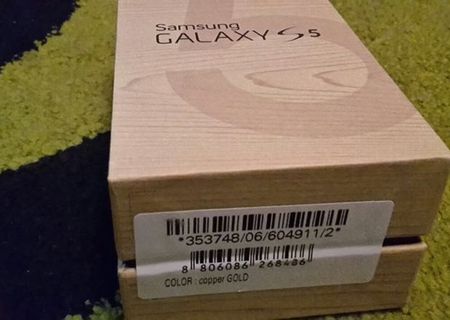 Samsung
GALAXY S5
*353748/06/604911/2*
8 806086 268486
COLOR : copper GOLD